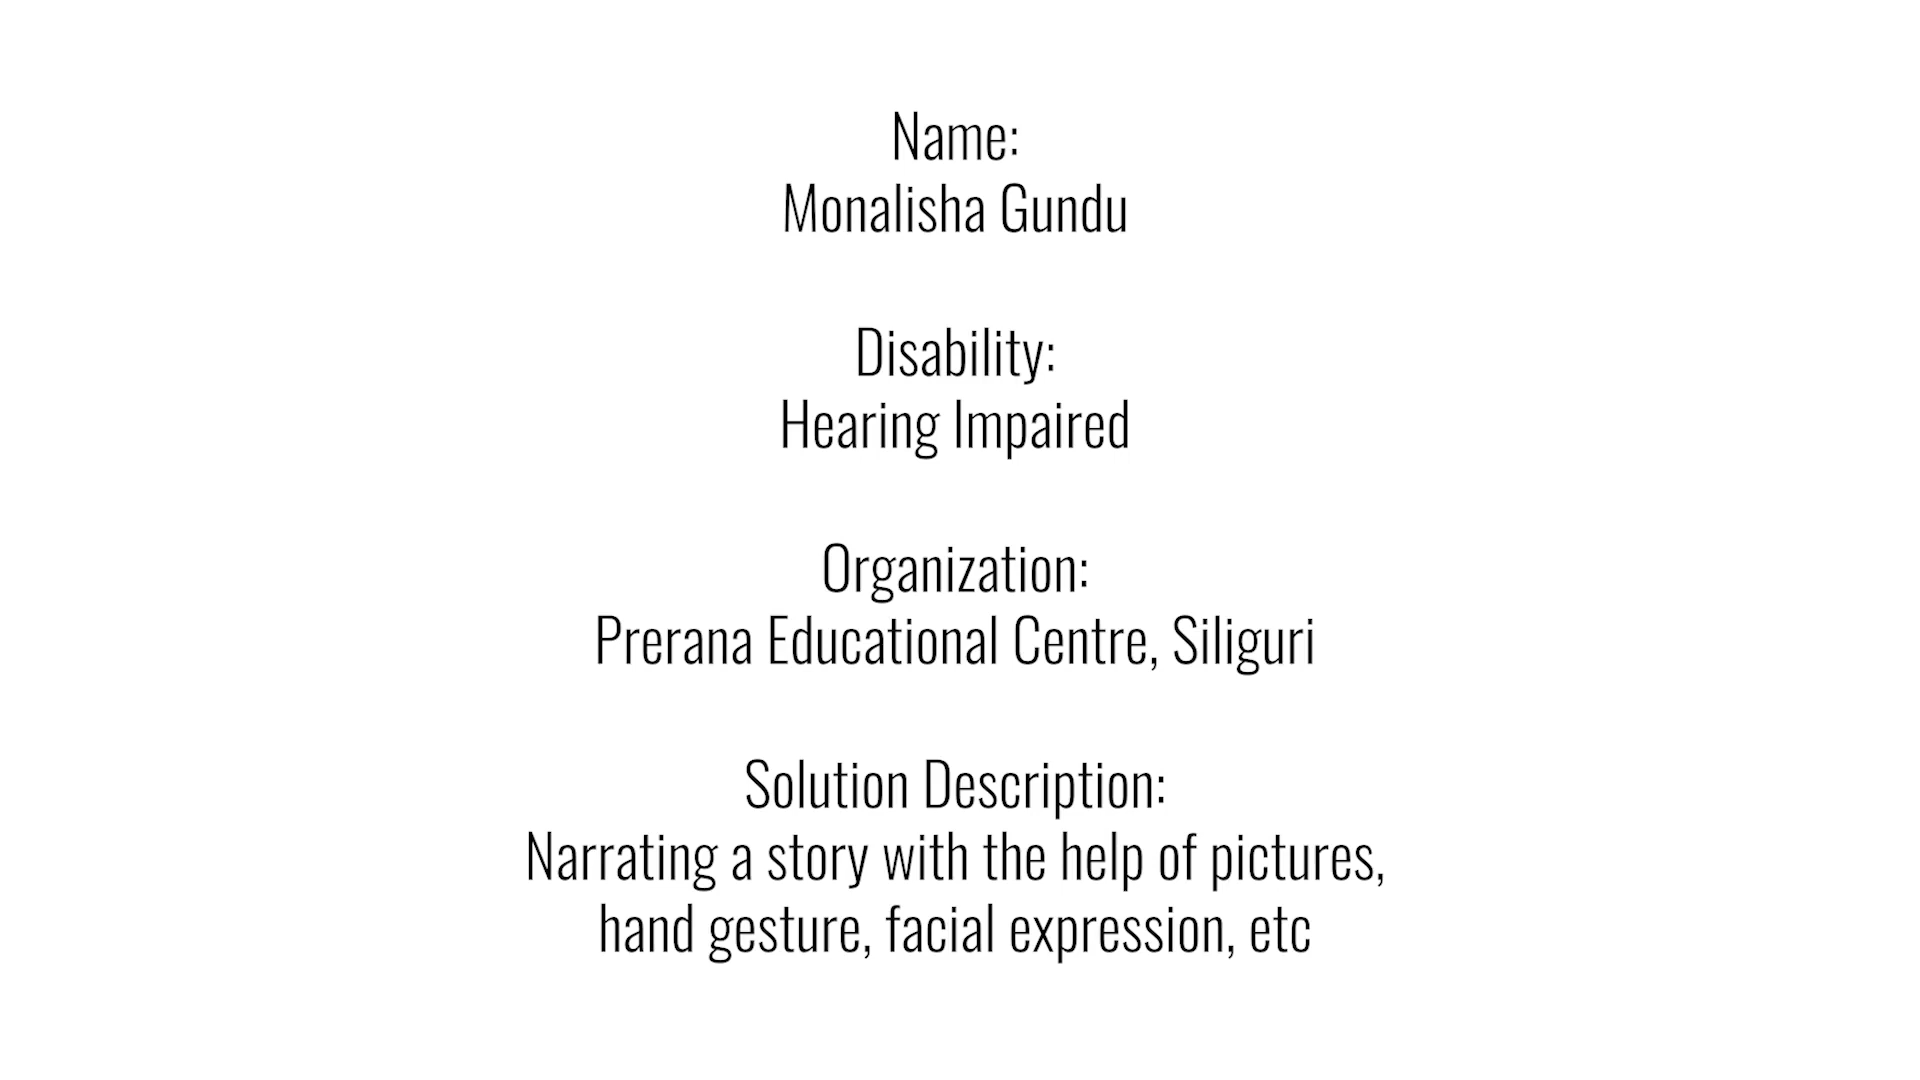 Name:
Monalisha Gundu
Disability:
Hearing Impaired
Organization:
Prerana Educational Centre, Siliguri
Solution Description:
Narrating a story with the help of pictures,
hand gesture, facial expression, etc